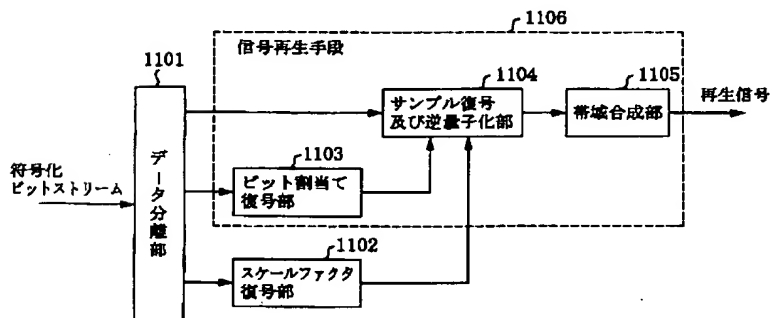 1106
信号再生手段
1101
1104
1105
サンプル復号
及び逆量子化部
帯域合成部
再生信号
符号化
ビットストリーム
データ分離部
1103
ビット割当て
復号部
1102
スケールファクタ
復号部